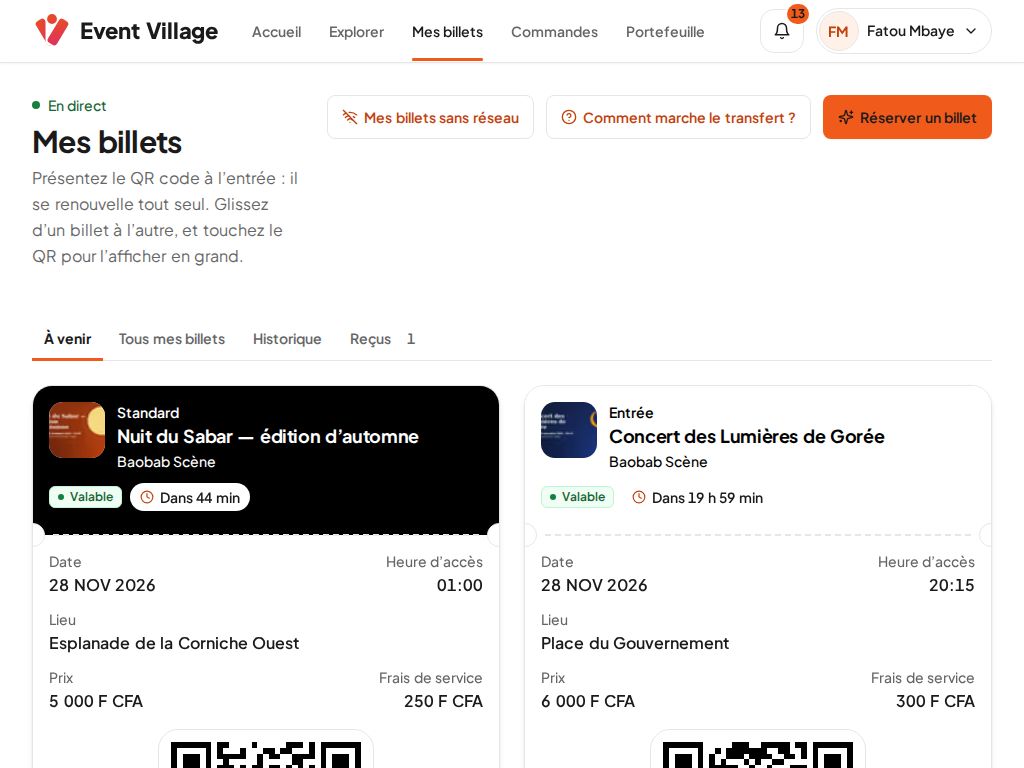 Event Village
Accueil
Explorer
Mes billets
Commandes
Portefeuille
13
FM
Fatou Mbaye
En direct
Mes billets
Présentez le QR code à l’entrée : il
se renouvelle tout seul. Glissez
d’un billet à l’autre, et touchez le
QR pour l’afficher en grand.
Mes billets sans réseau
Comment marche le transfert ?
Réserver un billet
À venir
Tous mes billets
Historique
Reçus 1
Standard
Nuit du Sabar — édition d’automne
Baobab Scène
Valable
Dans 44 min
Date
Heure d’accès
28 NOV 2026
01:00
Lieu
Esplanade de la Corniche Ouest
Prix
Frais de service
5 000 F CFA
250 F CFA
Entrée
Concert des Lumières de Gorée
Baobab Scène
Valable
Dans 19 h 59 min
Date
Heure d’accès
28 NOV 2026
20:15
Lieu
Place du Gouvernement
Prix
Frais de service
6 000 F CFA
300 F CFA